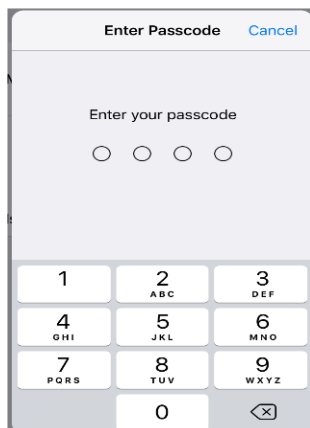 Enter Passcode Cancel
Enter your passcode
1 2 3
ABC DEF
4 5 6
GHI JKL MNO
7 8 9
PQRS TUV WXYZ
0